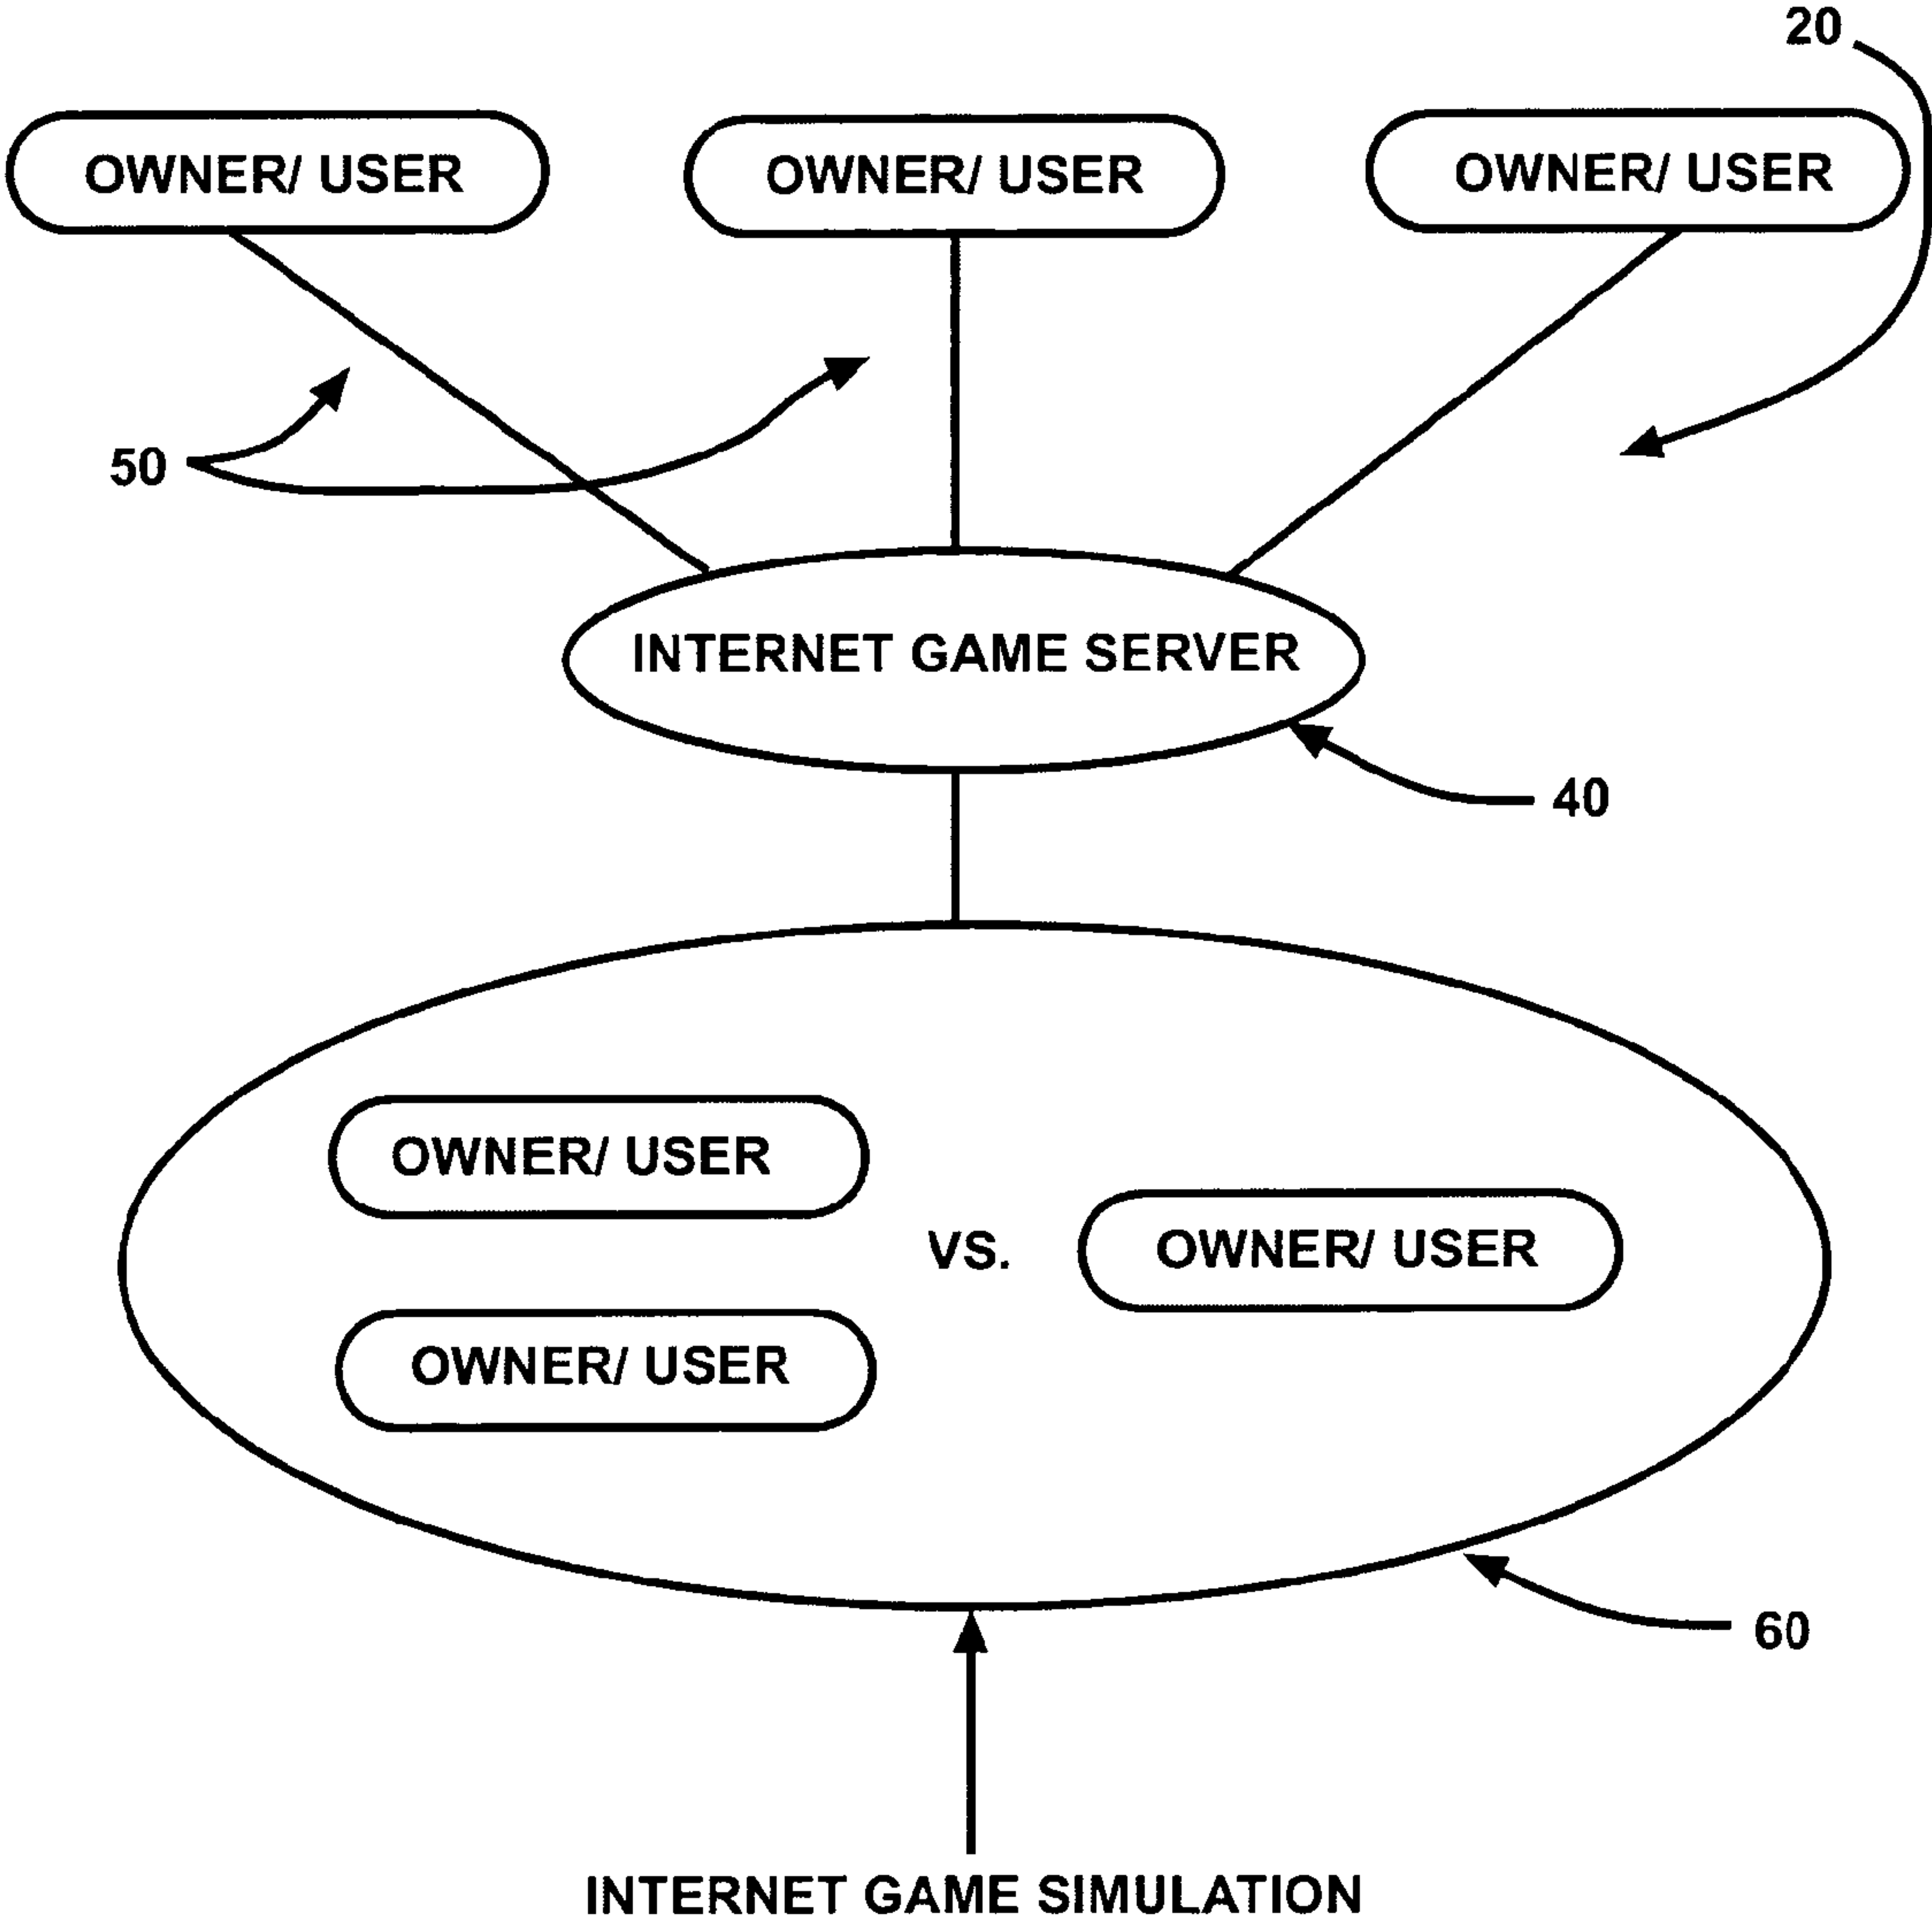 20
OWNER/ USER
OWNER/ USER
OWNER/ USER
50
INTERNET GAME SERVER
40
OWNER/ USER
VS.
OWNER/ USER
OWNER/ USER
60
INTERNET GAME SIMULATION